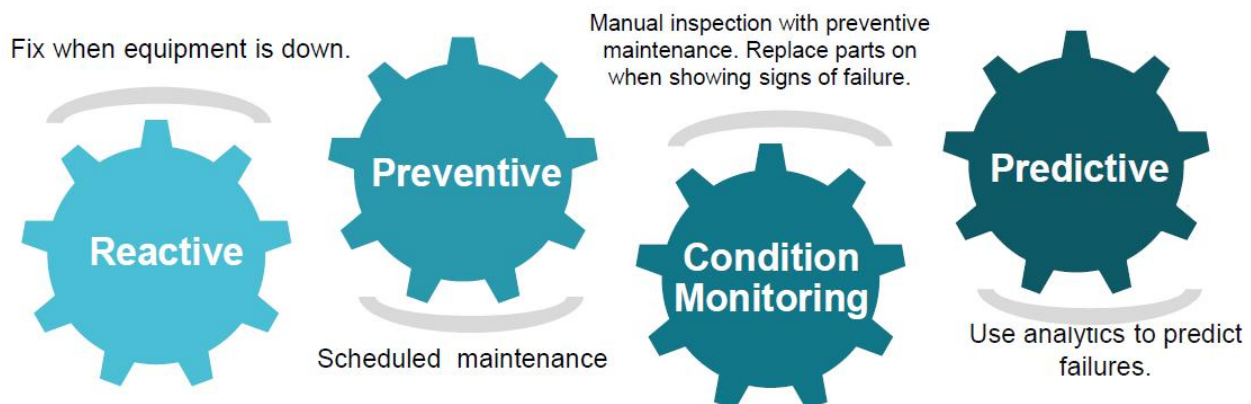 Fix when equipment is down.
Reactive
Preventive
Scheduled maintenance
Manual inspection with preventive
maintenance. Replace parts on
when showing signs of failure.
Condition
Monitoring
Predictive
Use analytics to predict
failures.